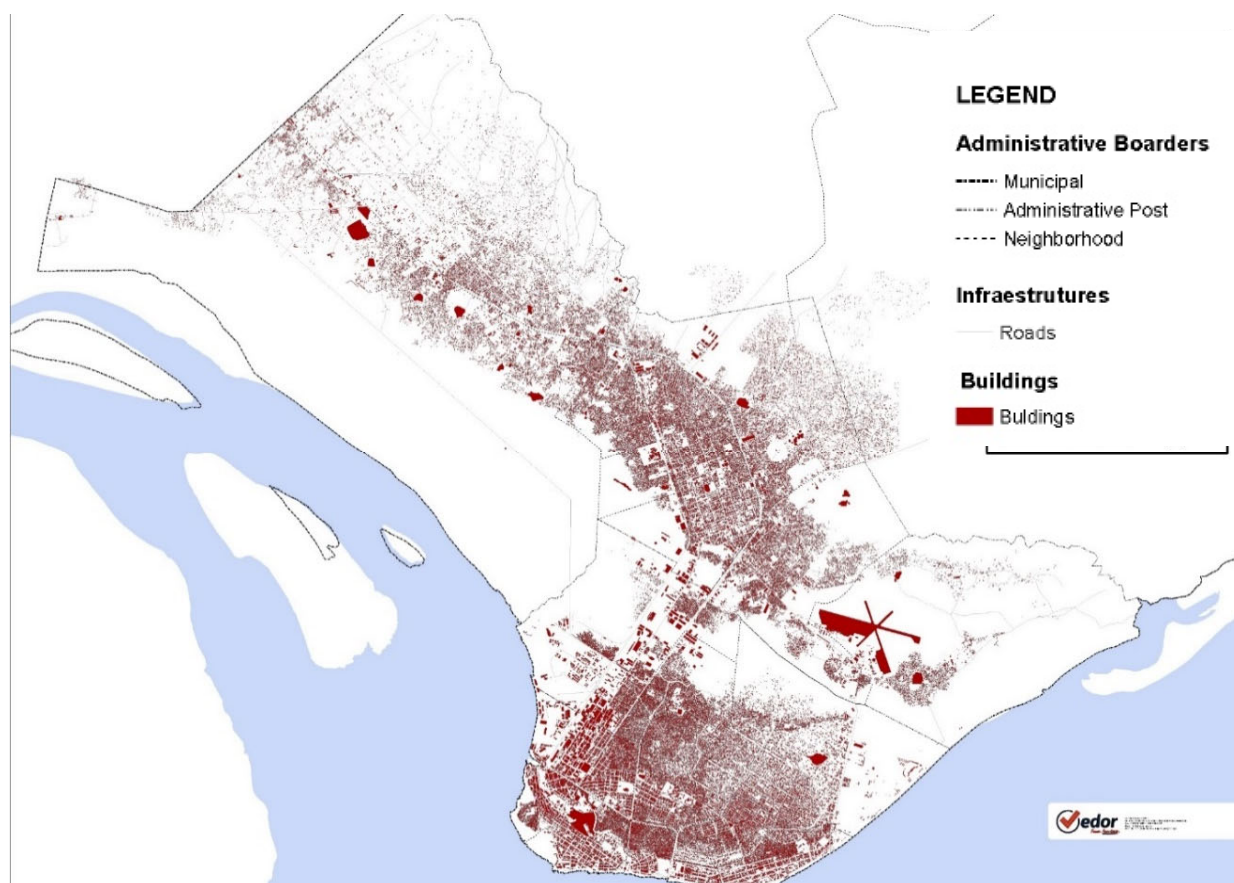 LEGEND
Administrative Boarders
Municipal
Administrative Post
Neighborhood
Infraestrutures
Roads
Buildings
Buldings
edor